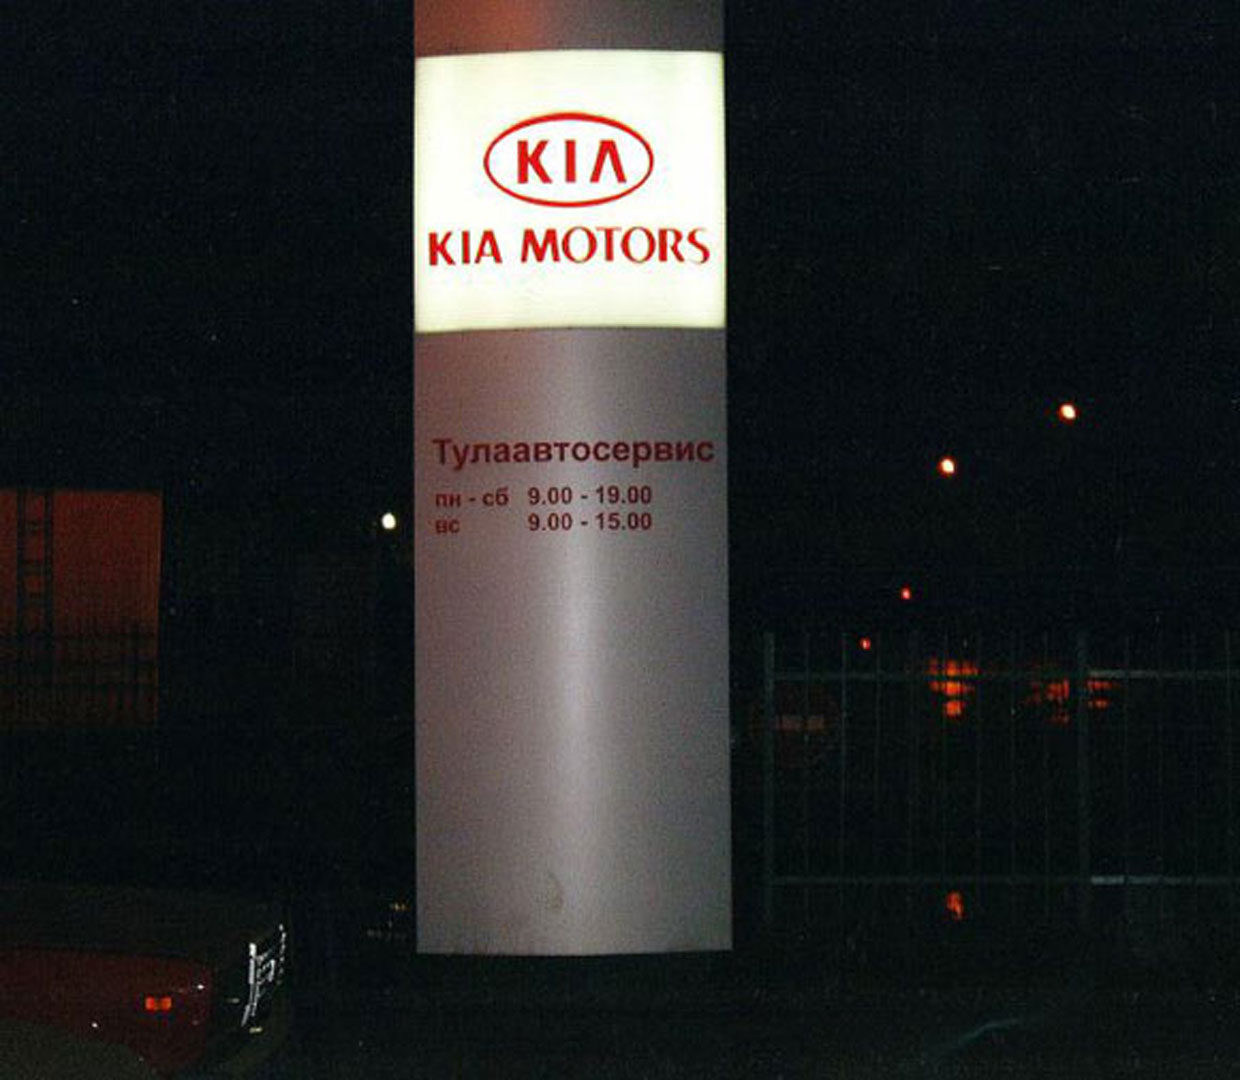 KIA
KIA MOTORS
Тулаавтосервис
пн - сб 9.00 - 19.00
вс 9.00 - 15.00